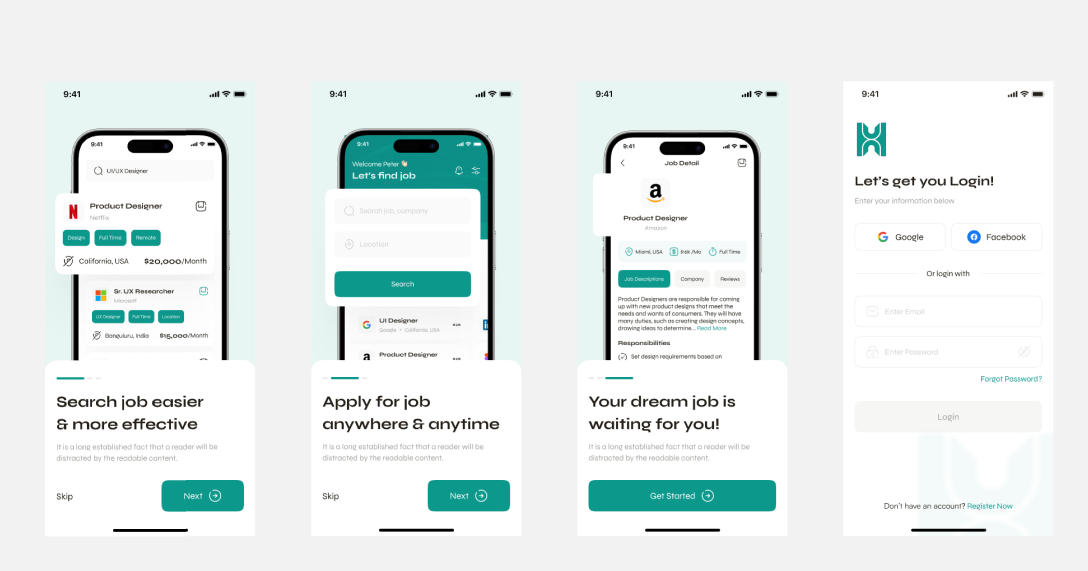 9:41
9:41
UI/UX Designer
Product Designer
Netflix
Design
Full Time
Remote
California, USA
$20,000/Month
Sr. UX Researcher
Microsoft
UX Designer
Full Time
Location
$15,000/Month
Search job easier
& more effective
It is a long established fact that a reader will be
distracted by the readable content.
Skip
Next
9:41
9:41
Welcome Peter
Let's find job
Search job, company
Location
Search
UI Designer
Google • California, USA
Product Designer
Apply for job
anywhere & anytime
It is a long established fact that a reader will be
distracted by the readable content.
Skip
Next
9:41
9:41
Job Detail
Product Designer
Amazon
Miami, USA
Full Time
Job Descriptions
Company
Reviews
Product Designers are responsible for coming
up with new product designs that meet the
needs and wants of consumers. They will have
many duties, such as creating design concepts,
drawing ideas to determine... Read More
Responsibilities
Set design requirements based on
Your dream job is
waiting for you!
It is a long established fact that a reader will be
distracted by the readable content.
Get Started
9:41
Let's get you Login!
Enter your information below
Google
Facebook
Or login with
Enter Email
Enter Password
Forgot Password?
Login
Don't have an account? Register Now